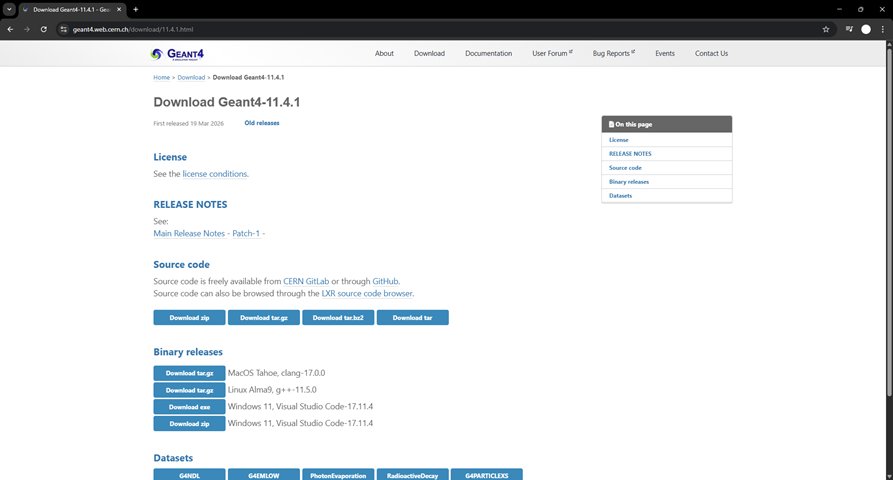 Download Geant4-11.4.1 - Gea
geant4.web.cern.ch/download/11.4.1.html
GEANT4
About
Download
Documentation
User Forum
Bug Reports
Events
Contact Us
Home > Download > Download Geant4-11.4.1
Download Geant4-11.4.1
First released 19 Mar 2026
Old releases
On this page
License
RELEASE NOTES
Source code
Binary releases
Datasets
License
See the license conditions.
RELEASE NOTES
See:
Main Release Notes - Patch-1 -
Source code
Source code is freely available from CERN GitLab or through GitHub.
Source code can also be browsed through the LXR source code browser.
Download zip
Download tar.gz
Download tar.bz2
Download tar
Binary releases
Download tar.gz MacOS Tahoe, clang-17.0.0
Download tar.gz Linux Alma9, g++-11.5.0
Download exe Windows 11, Visual Studio Code-17.11.4
Download zip Windows 11, Visual Studio Code-17.11.4
Datasets
G4NDL
G4EMLOW
PhotonEvaporation
RadioactiveDecay
G4PARTICLEXS